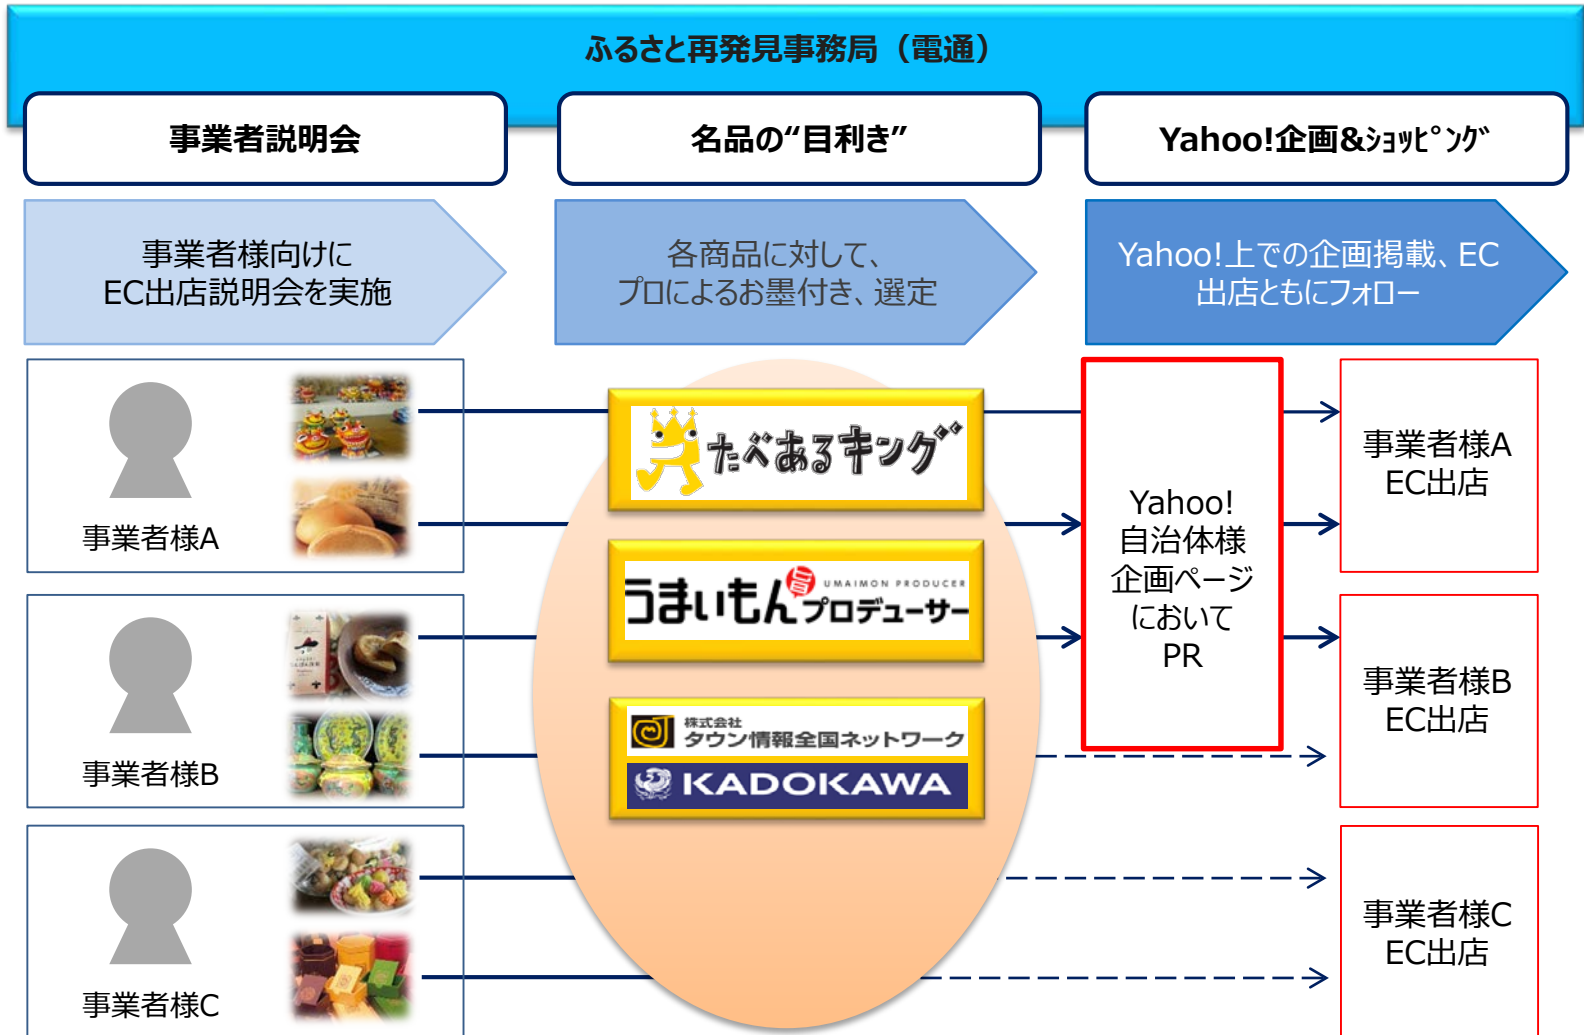 ふるさと再発見事務局（電通）
事業者説明会
名品の“目利き”
Yahoo!企画&ｼｮｯﾋﾟﾝｸﾞ
事業者様向けに
EC出店説明会を実施
各商品に対して、
プロによるお墨付き、選定
Yahoo!上での企画掲載、EC
出店ともにフォロー
事業者様A
事業者様B
事業者様C
たべあるキング
うまいもん旨プロデューサー
UMAIMON PRODUCER
株式会社
タウン情報全国ネットワーク
KADOKAWA
Yahoo!
自治体様
企画ページ
において
PR
事業者様A
EC出店
事業者様B
EC出店
事業者様C
EC出店